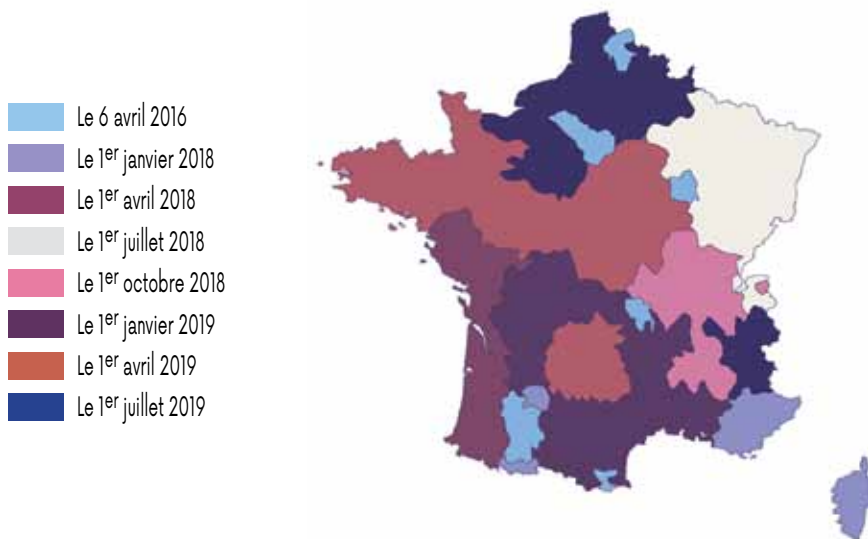 Le 6 avril 2016
Le 1er janvier 2018
Le 1er avril 2018
Le 1er juillet 2018
Le 1er octobre 2018
Le 1er janvier 2019
Le 1er avril 2019
Le 1er juillet 2019